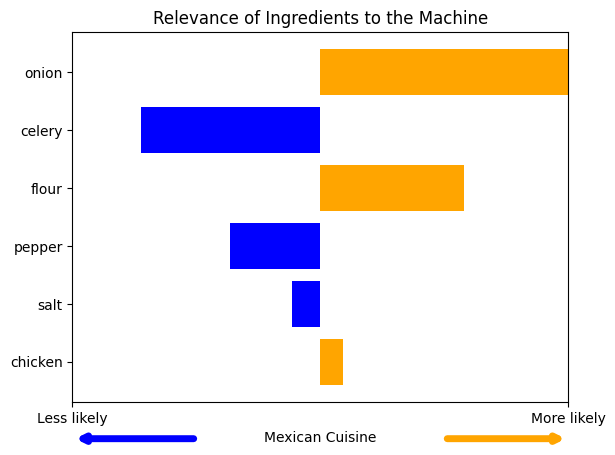 Relevance of Ingredients to the Machine
onion
celery
flour
pepper
salt
chicken
Less likely
More likely
Mexican Cuisine